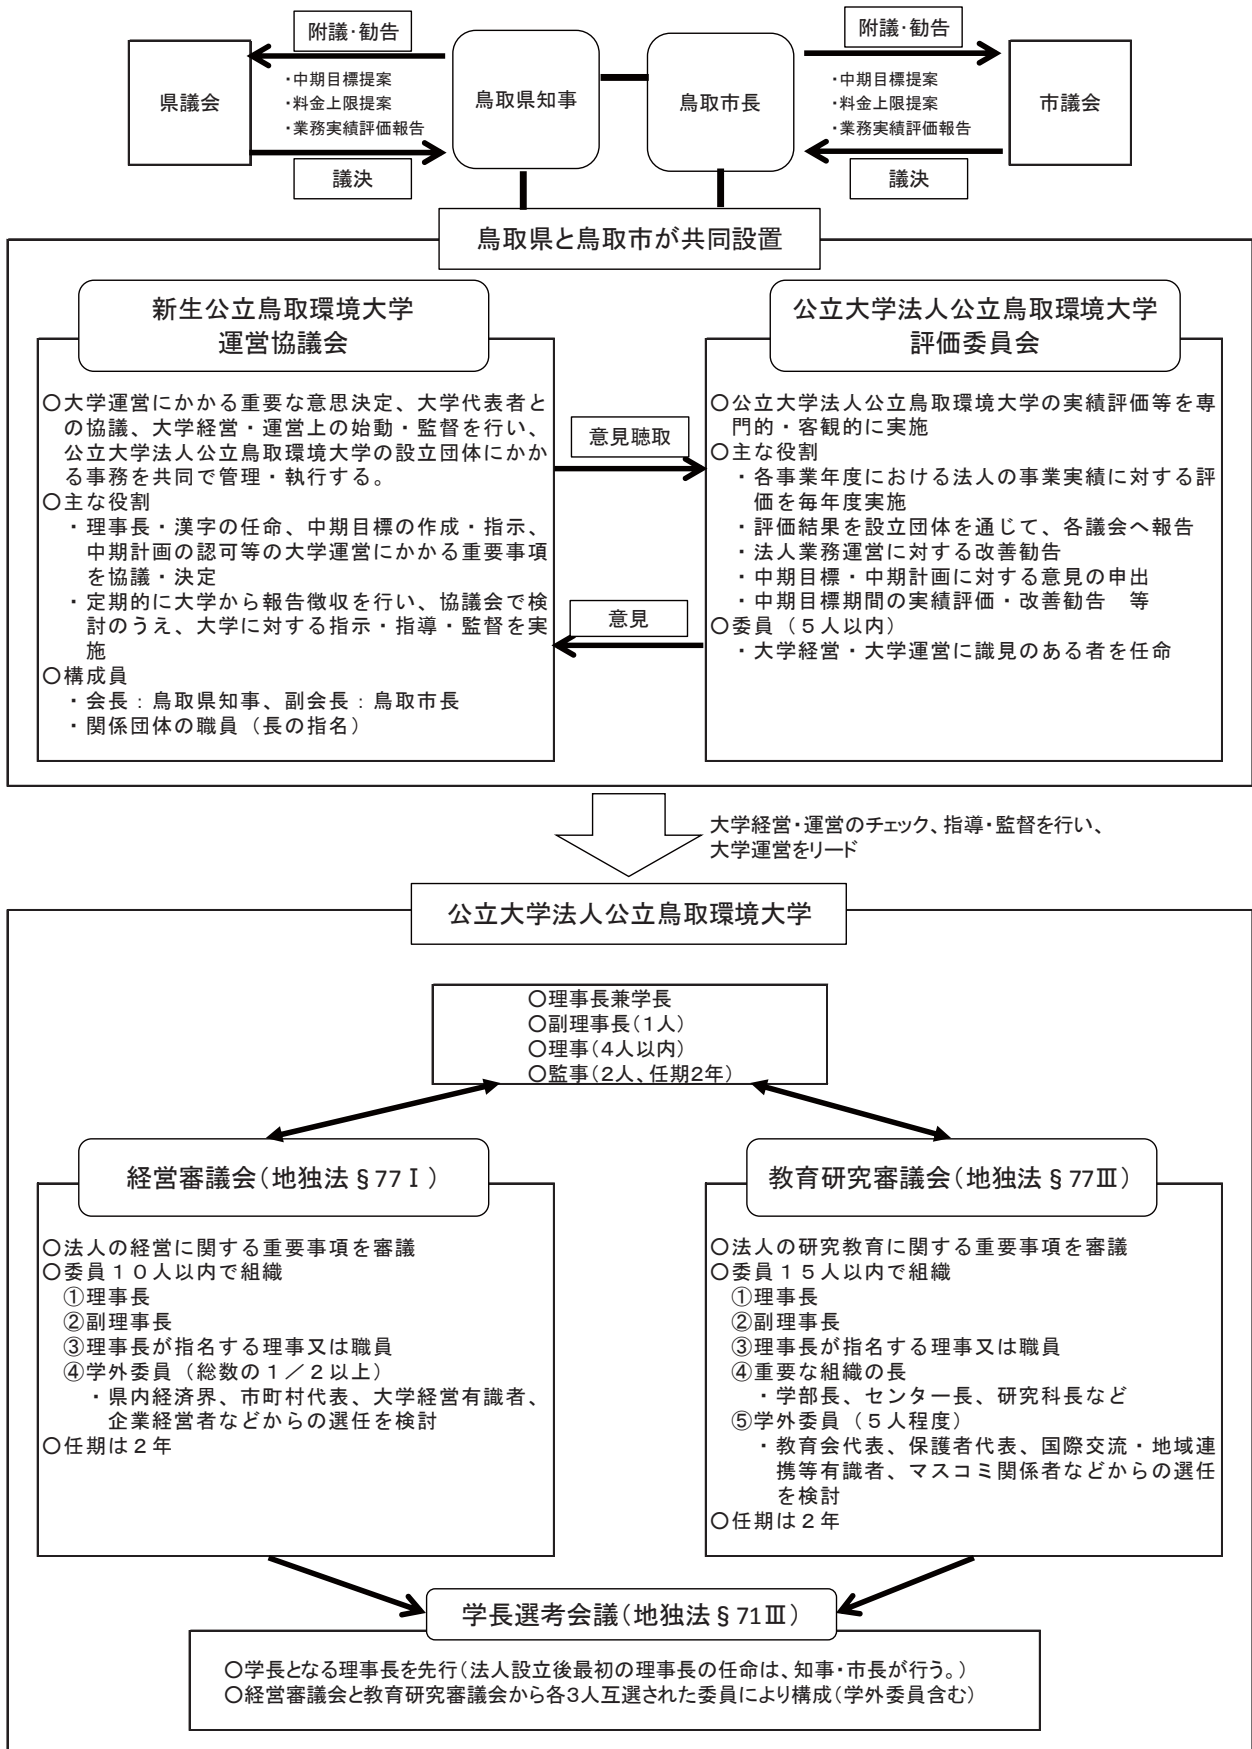 附議・勧告
県議会
・中期目標提案
・料金上限提案
・業務実績評価報告
議決
鳥取県知事
鳥取市長
附議・勧告
・中期目標提案
・料金上限提案
・業務実績評価報告
議決
市議会
鳥取県と鳥取市が共同設置
新生公立鳥取環境大学
運営協議会
〇大学運営にかかる重要な意思決定、大学代表者と
の協議、大学経営・運営上の始動・監督を行い、
公立大学法人公立鳥取環境大学の設立団体にかか
る事務を共同で管理・執行する。
〇主な役割
・理事長・漢字の任命、中期目標の作成・指示、
中期計画の認可等の大学運営にかかる重要事項
を協議・決定
・定期的に大学から報告徴収を行い、協議会で検
討のうえ、大学に対する指示・指導・監督を実
施
〇構成員
・会長：鳥取県知事、副会長：鳥取市長
・関係団体の職員（長の指名）
意見聴取
意見
公立大学法人公立鳥取環境大学
評価委員会
〇公立大学法人公立鳥取環境大学の実績評価等を専
門的・客観的に実施
〇主な役割
・各事業年度における法人の事業実績に対する評
価を毎年度実施
・評価結果を設立団体を通じて、各議会へ報告
・法人業務運営に対する改善勧告
・中期目標・中期計画に対する意見の申出
・中期目標期間の実績評価・改善勧告　等
〇委員（５人以内）
・大学経営・大学運営に識見のある者を任命
大学経営・運営のチェック、指導・監督を行い、
大学運営をリード
公立大学法人公立鳥取環境大学
〇理事長兼学長
〇副理事長（１人）
〇理事（４人以内）
〇監事（２人、任期２年）
経営審議会（地独法§77Ⅰ）
〇法人の経営に関する重要事項を審議
〇委員１０人以内で組織
①理事長
②副理事長
③理事長が指名する理事又は職員
④学外委員（総数の１／２以上）
・県内経済界、市町村代表、大学経営有識者、
企業経営者などからの選任を検討
〇任期は２年
教育研究審議会（地独法§77Ⅲ）
〇法人の研究教育に関する重要事項を審議
〇委員１５人以内で組織
①理事長
②副理事長
③理事長が指名する理事又は職員
④重要な組織の長
・学部長、センター長、研究科長など
⑤学外委員（５人程度）
・教育会代表、保護者代表、国際交流・地域連
携等有識者、マスコミ関係者などからの選任
を検討
〇任期は２年
学長選考会議（地独法§71Ⅲ）
〇学長となる理事長を先行（法人設立後最初の理事長の任命は、知事・市長が行う。）
〇経営審議会と教育研究審議会から各３人互選された委員により構成（学外委員含む）